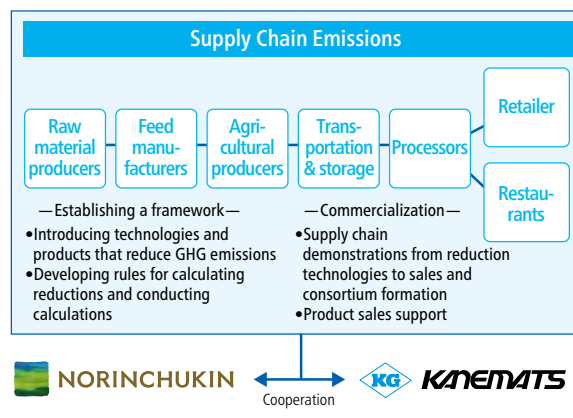 Supply Chain Emissions
Raw
material
producers
Feed
manu-
facturers
Agri-
cultural
producers
Trans-
portation
& storage
Processors
Retailer
Restau-
rants
—Establishing a framework—
•Introducing technologies and
products that reduce GHG emissions
•Developing rules for calculating
reductions and conducting
calculations
—Commercialization—
•Supply chain
demonstrations from reduction
technologies to sales and
consortium formation
•Product sales support
NORINCHUKIN
Cooperation
KG
KANEMATS